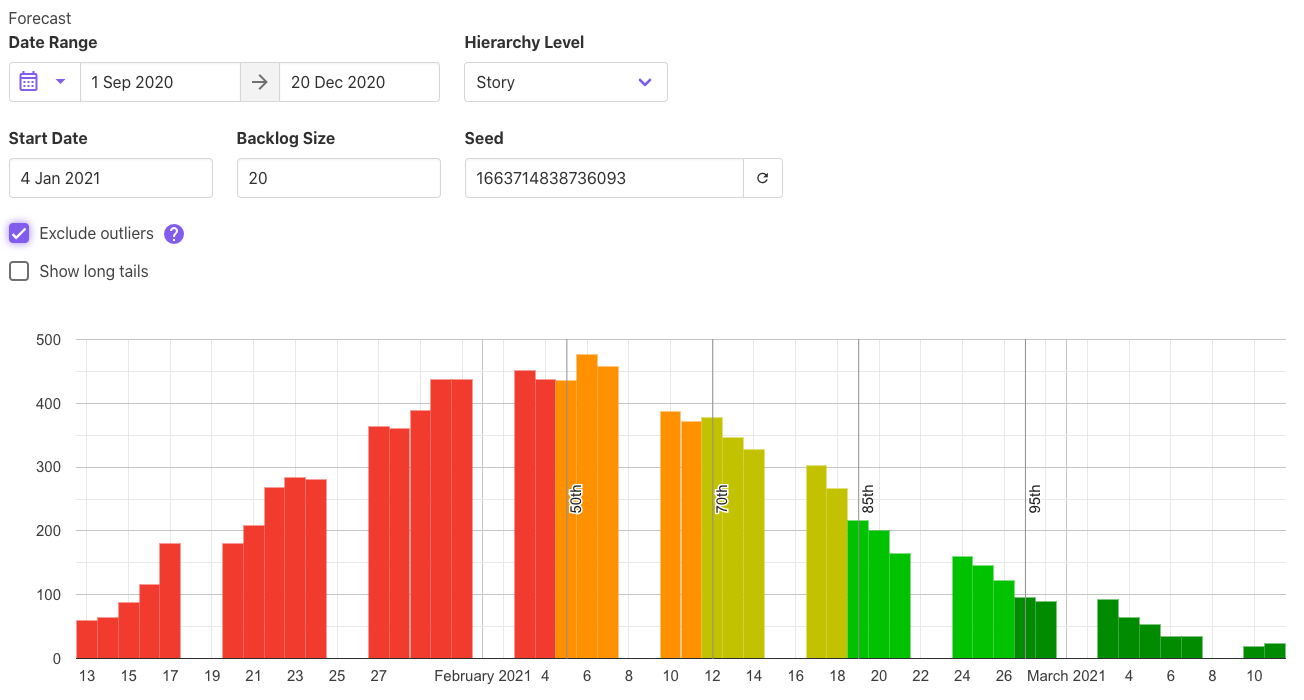 Forecast
Date Range
Hierarchy Level
1 Sep 2020
20 Dec 2020
Story
Start Date
Backlog Size
Seed
4 Jan 2021
20
1663714838736093
Exclude outliers ?
Show long tails
500
400
300
200
100
0
50th
70th
85th
95th
13 15 17 19 21 23 25 27 February 2021 4 6 8 10 12 14 16 18 20 22 24 26 March 2021 4 6 8 10